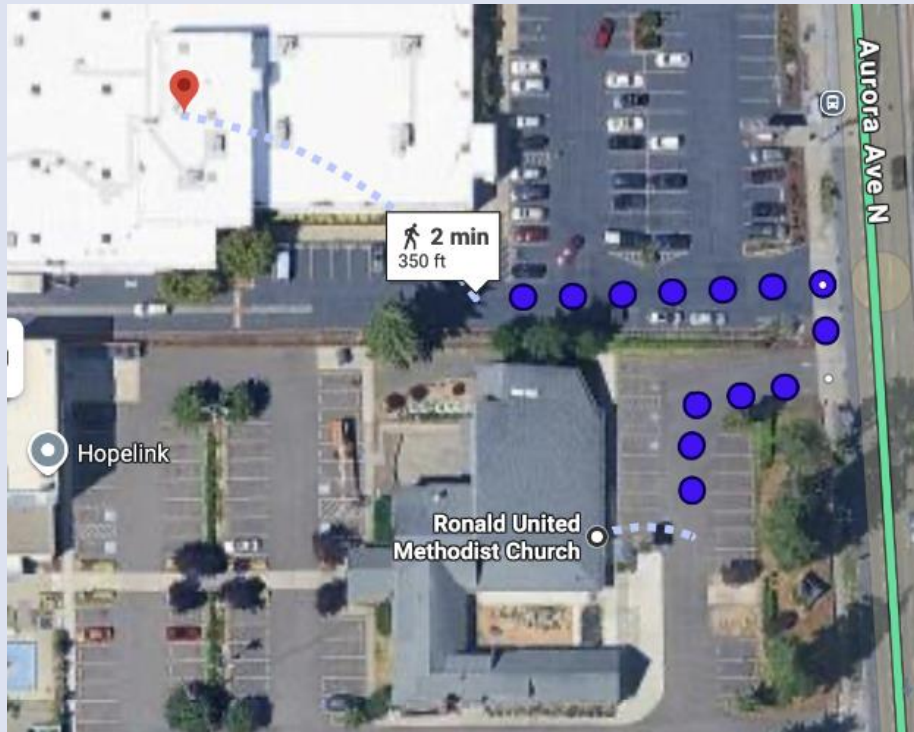 2 min
350 ft
Aurora Ave N
Hopelink
Ronald United
Methodist Church